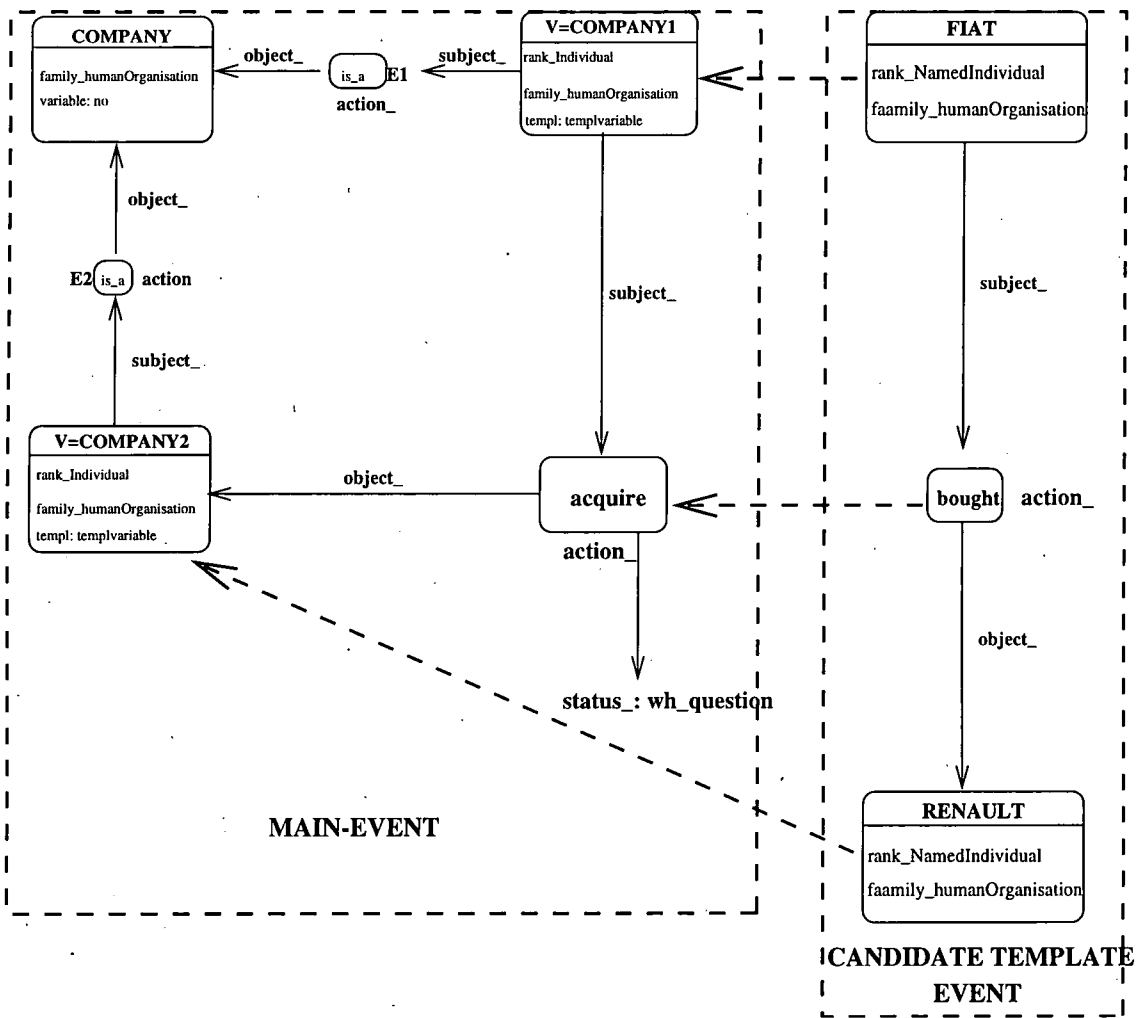 COMPANY
family_humanOrganisation
variable: no
object_
is_a
E1
action_
subject_
V=COMPANY1
rank_Individual
family_humanOrganisation
templ: templvariable
FIAT
rank_NamedIndividual
faamily_humanOrganisation
object_
E2
is_a
action
subject_
subject_
subject_
V=COMPANY2
rank_Individual
family_humanOrganisation
templ: templvariable
object_
acquire
action_
bought
action_
object_
status_: wh_question
MAIN-EVENT
RENAULT
rank_NamedIndividual
faamily_humanOrganisation
CANDIDATE TEMPLATE
EVENT